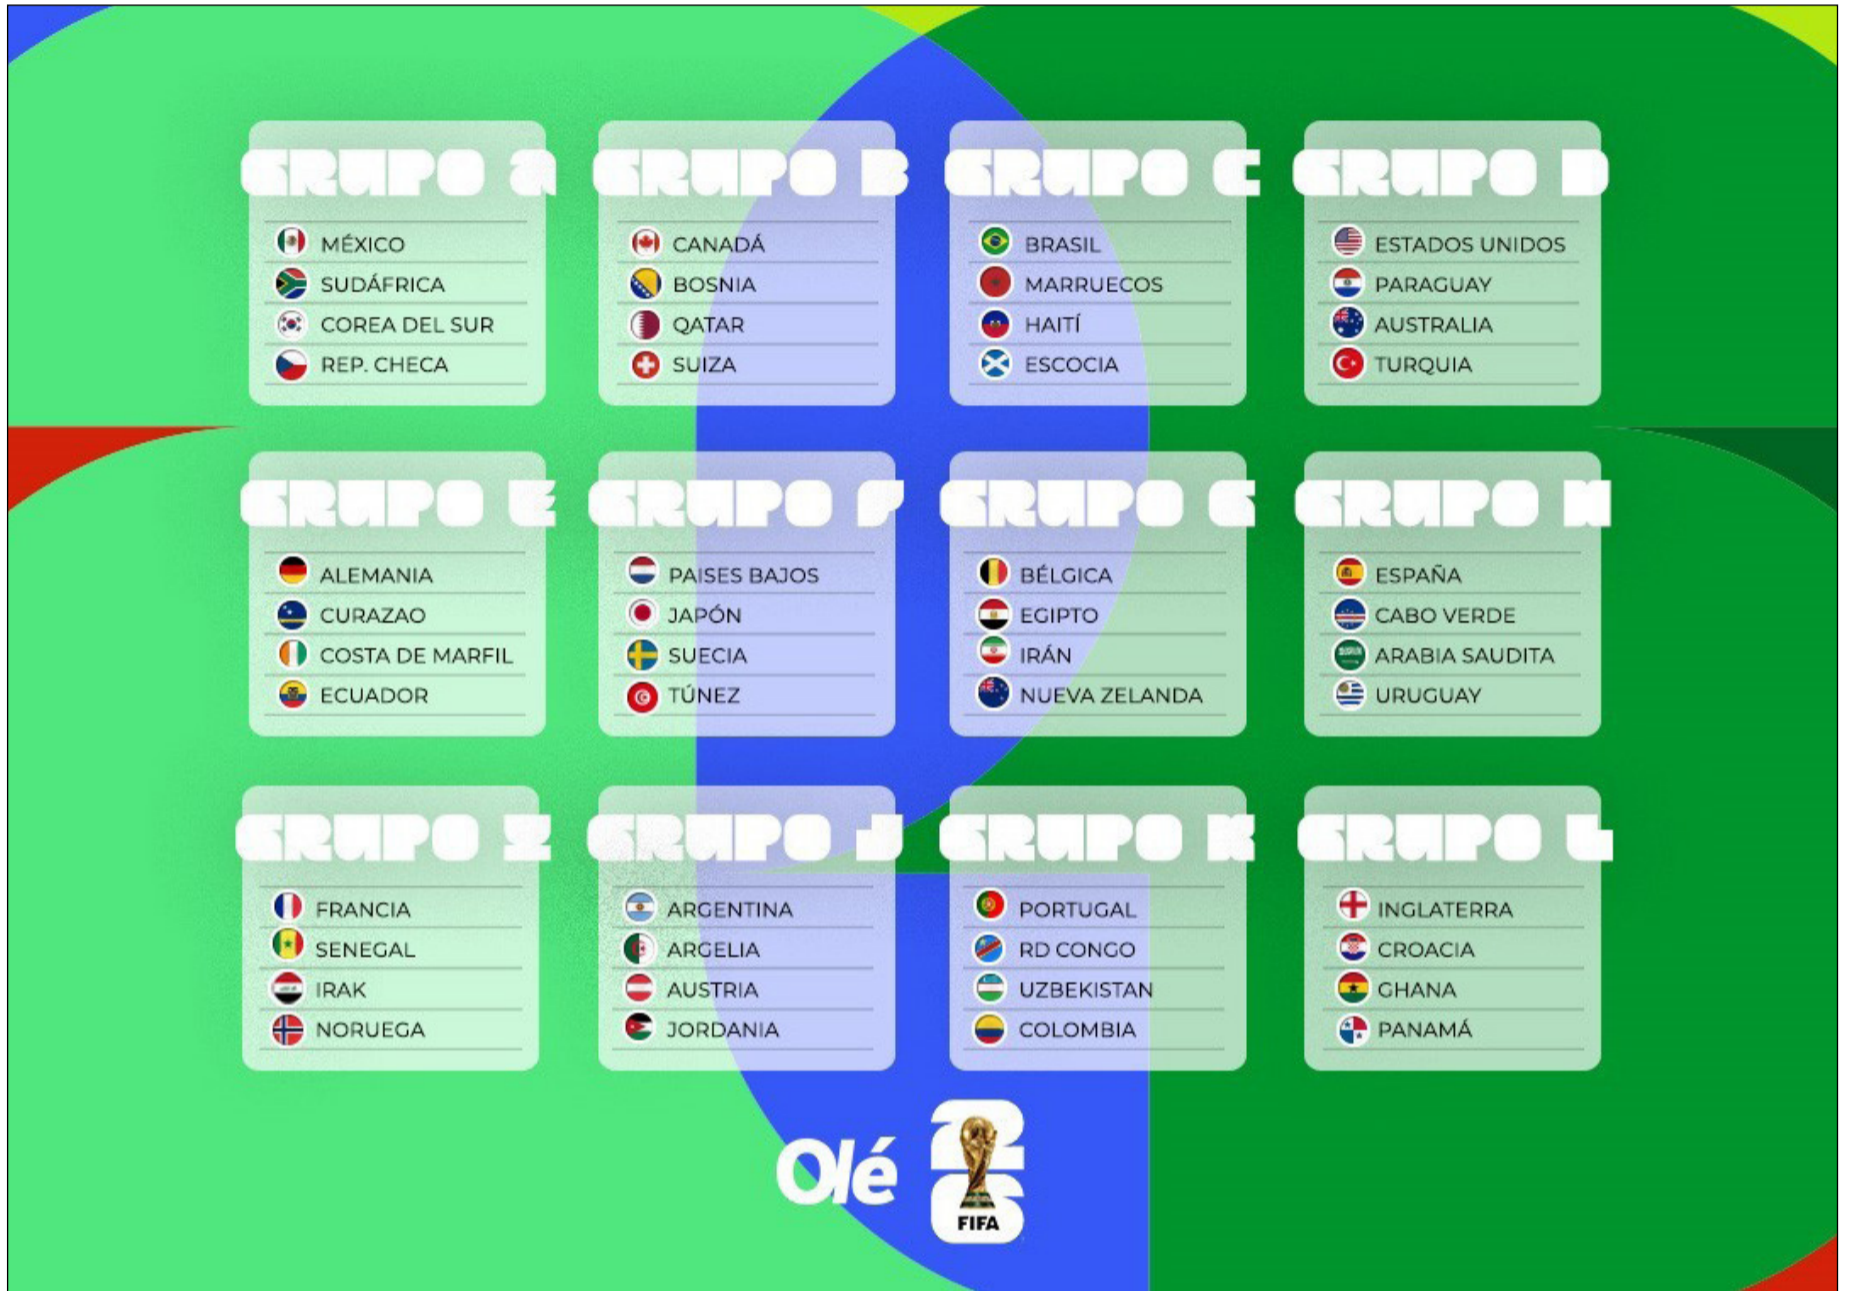 GRUPO A
MÉXICO
SUDÁFRICA
COREA DEL SUR
REP. CHECA
GRUPO B
CANADÁ
BOSNIA
QATAR
SUIZA
GRUPO C
BRASIL
MARRUECOS
HAITÍ
ESCOCIA
GRUPO D
ESTADOS UNIDOS
PARAGUAY
AUSTRALIA
TURQUIA
GRUPO E
ALEMANIA
CURAZAO
COSTA DE MARFIL
ECUADOR
GRUPO F
PAISES BAJOS
JAPÓN
SUECIA
TÚNEZ
GRUPO G
BÉLGICA
EGIPTO
IRÁN
NUEVA ZELANDA
GRUPO H
ESPAÑA
CABO VERDE
ARABIA SAUDITA
URUGUAY
GRUPO I
FRANCIA
SENEGAL
IRAK
NORUEGA
GRUPO J
ARGENTINA
ARGELIA
AUSTRIA
JORDANIA
GRUPO K
PORTUGAL
RD CONGO
UZBEKISTAN
COLOMBIA
GRUPO L
INGLATERRA
CROACIA
GHANA
PANAMÁ
Olé
26
FIFA